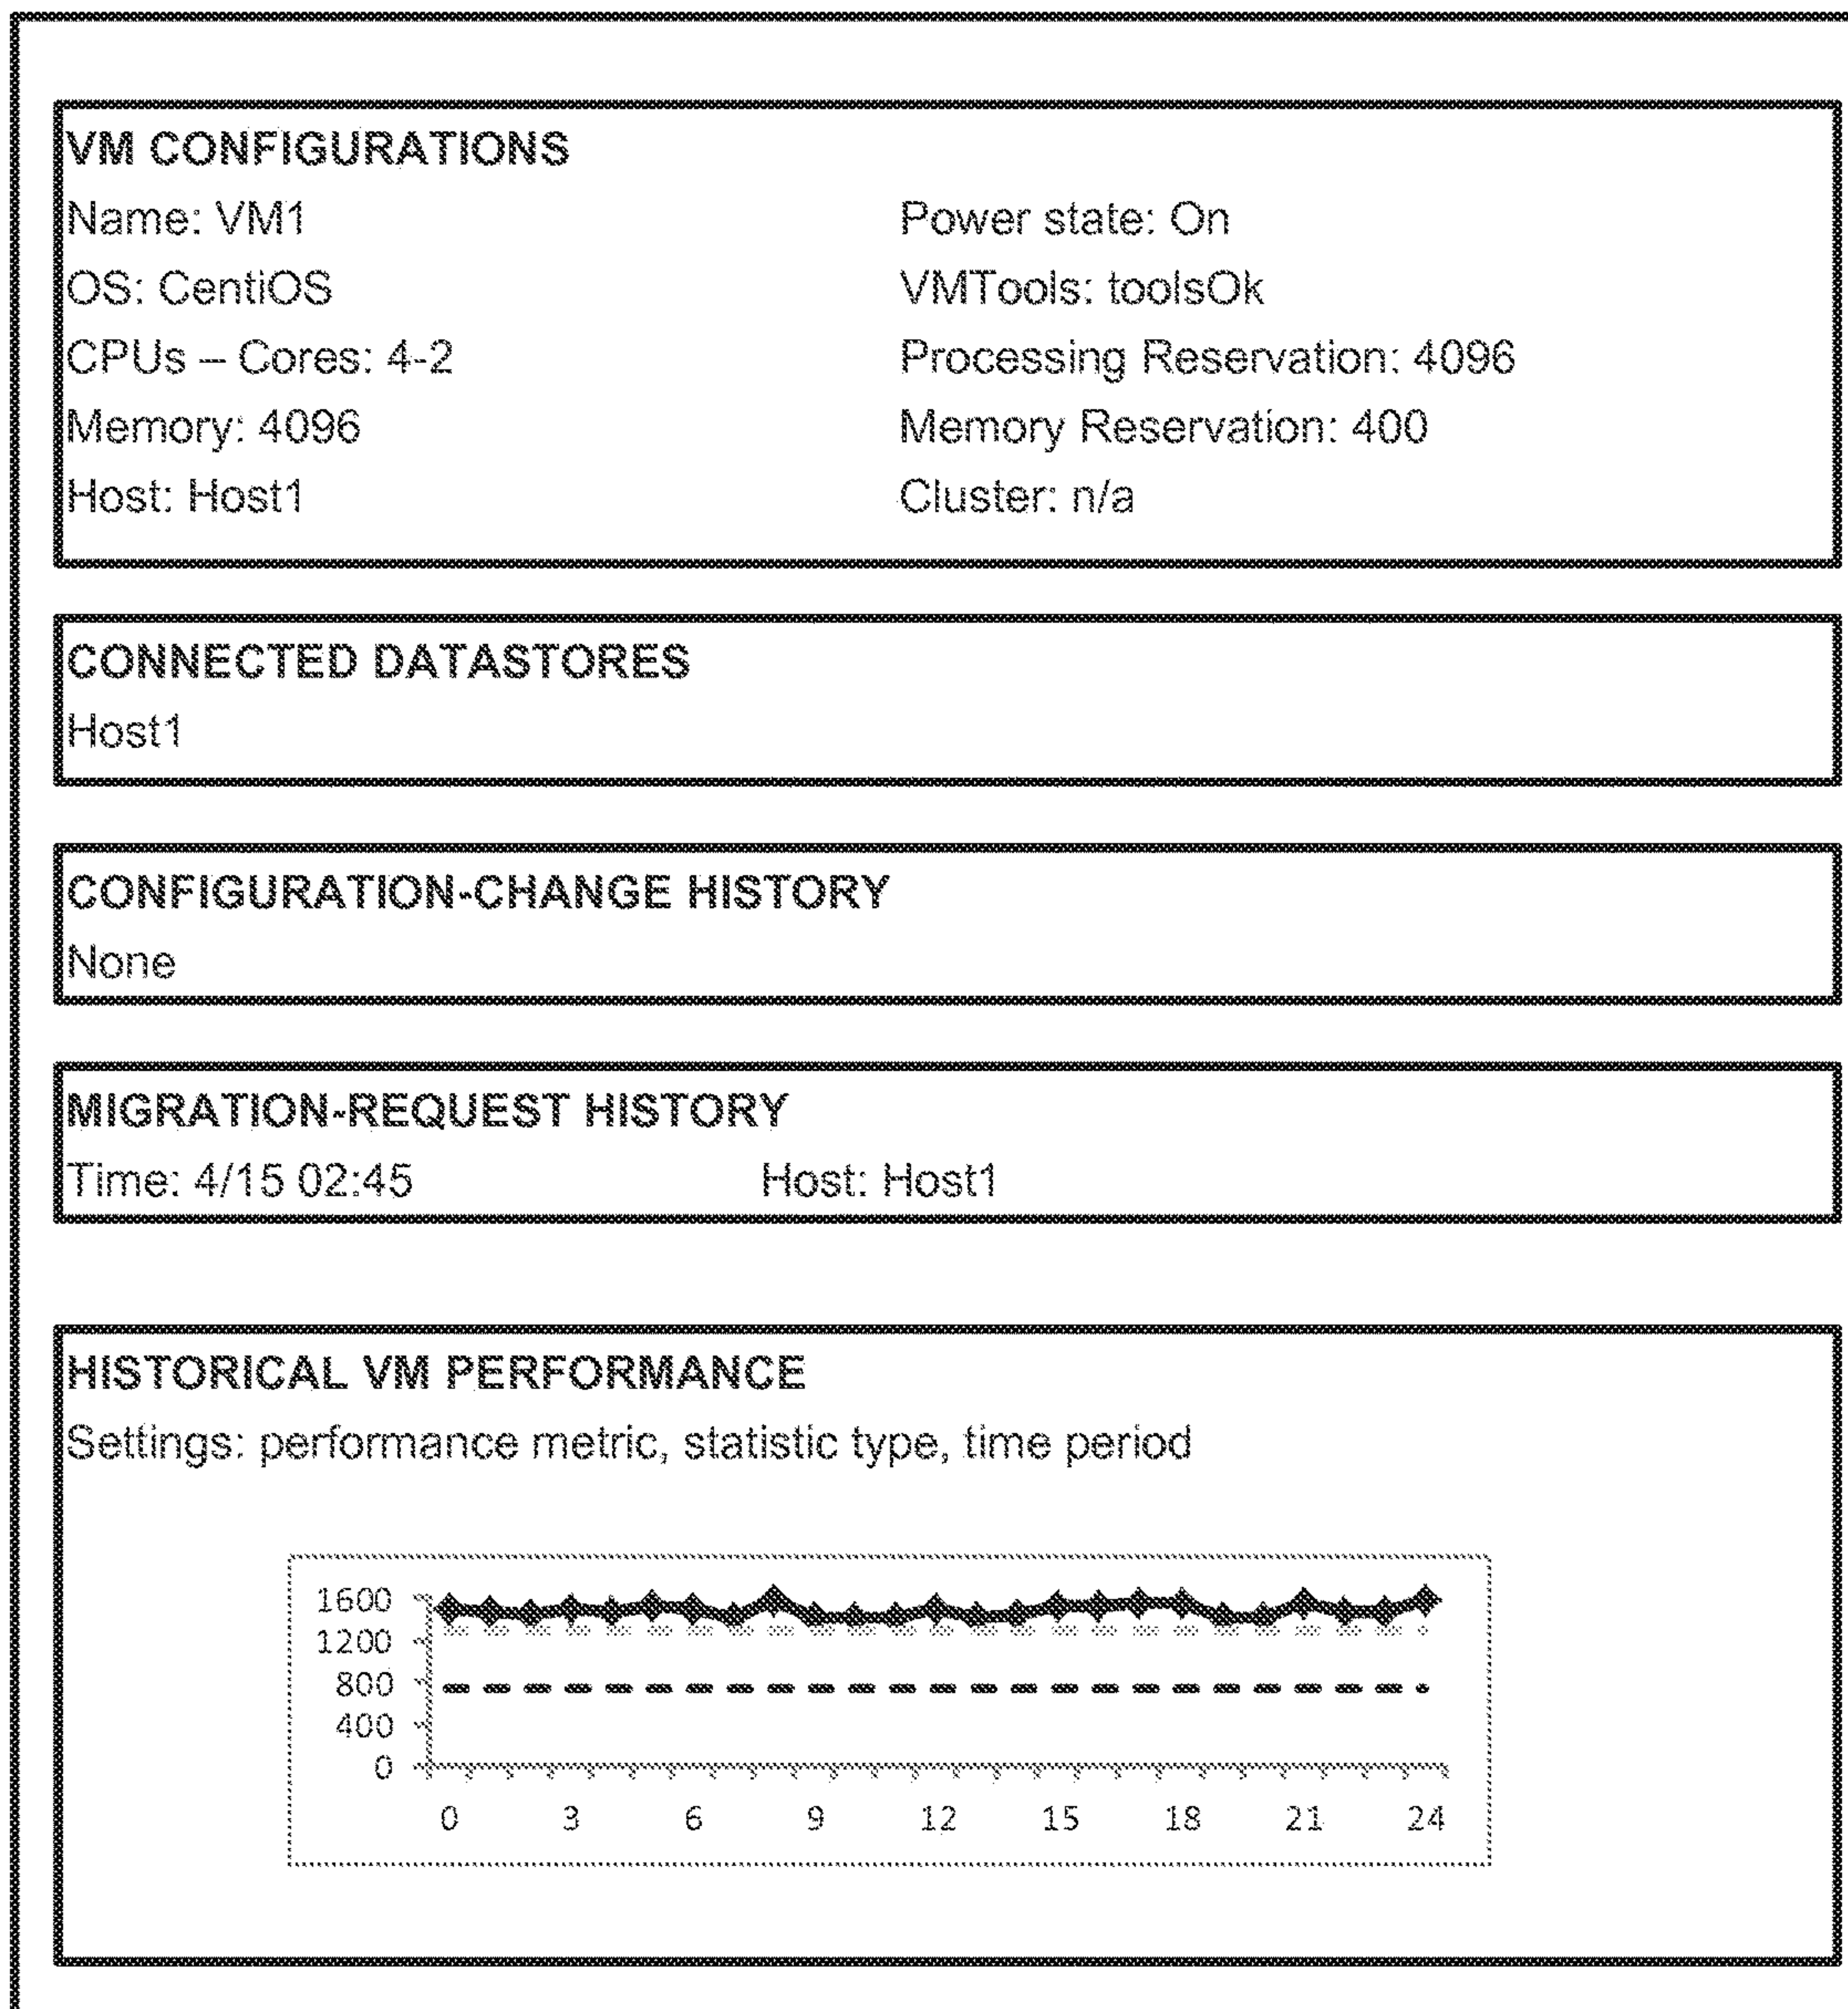 VM CONFIGURATIONS
Name: VM1 Power state: On
OS: CentiOS VMTools: toolsOk
CPUs – Cores: 4-2 Processing Reservation: 4096
Memory: 4096 Memory Reservation: 400
Host: Host1 Cluster: n/a
CONNECTED DATASTORES
Host1
CONFIGURATION-CHANGE HISTORY
None
MIGRATION-REQUEST HISTORY
Time: 4/15 02:45 Host: Host1
HISTORICAL VM PERFORMANCE
Settings: performance metric, statistic type, time period
1600
1200
800
400
0
0 3 6 9 12 15 18 21 24